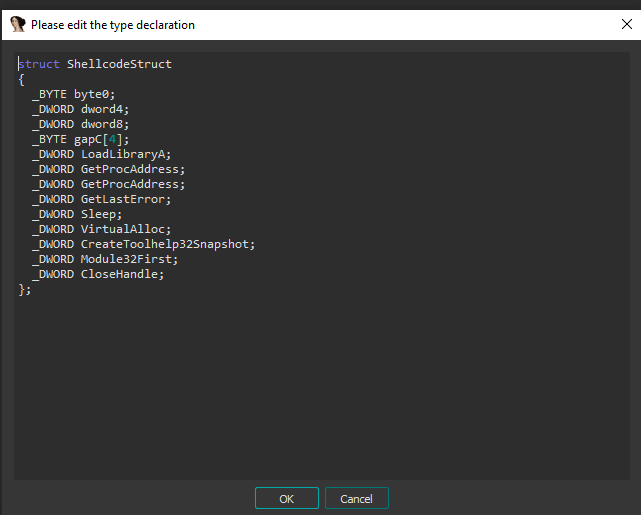 Please edit the type declaration
struct ShellcodeStruct
{
  _BYTE byte0;
  _DWORD dword4;
  _DWORD dword8;
  _BYTE gapC[4];
  _DWORD LoadLibraryA;
  _DWORD GetProcAddress;
  _DWORD GetProcAddress;
  _DWORD GetLastError;
  _DWORD Sleep;
  _DWORD VirtualAlloc;
  _DWORD CreateToolhelp32Snapshot;
  _DWORD Module32First;
  _DWORD CloseHandle;
};
OK Cancel